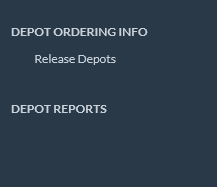 DEPOT ORDERING INFO
Release Depots
DEPOT REPORTS